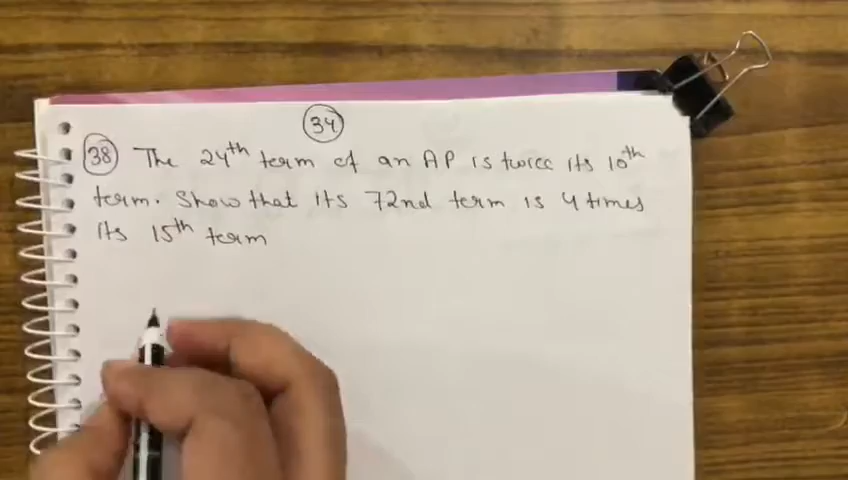 34
38 The 24th term of an AP is twice its 10th
term. Show that its 72nd term is 4 times
its 15th term